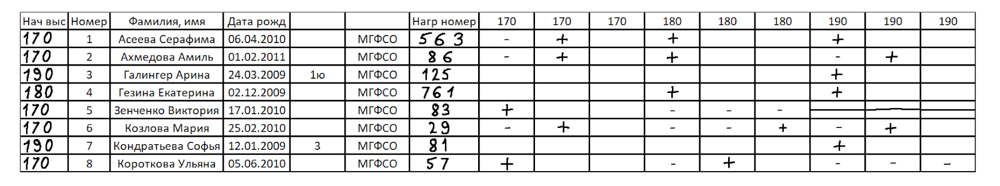 Нач выс Номер Фамилия, имя Дата рожд Нагр номер 170 170 170 180 180 180 190 190 190
170 1 Асеева Серафима 06.04.2010 МГФСО 563 - + + +
170 2 Ахмедова Амиль 01.02.2011 МГФСО 86 - + + - +
190 3 Галингер Арина 24.03.2009 1ю МГФСО 125 +
180 4 Гезина Екатерина 02.12.2009 МГФСО 761 + +
170 5 Зенченко Виктория 17.01.2010 МГФСО 83 + - - -
170 6 Козлова Мария 25.02.2010 МГФСО 29 - + - - + - +
190 7 Кондратьева Софья 12.01.2009 3 МГФСО 81 +
170 8 Короткова Ульяна 05.06.2010 МГФСО 57 + - + - - -